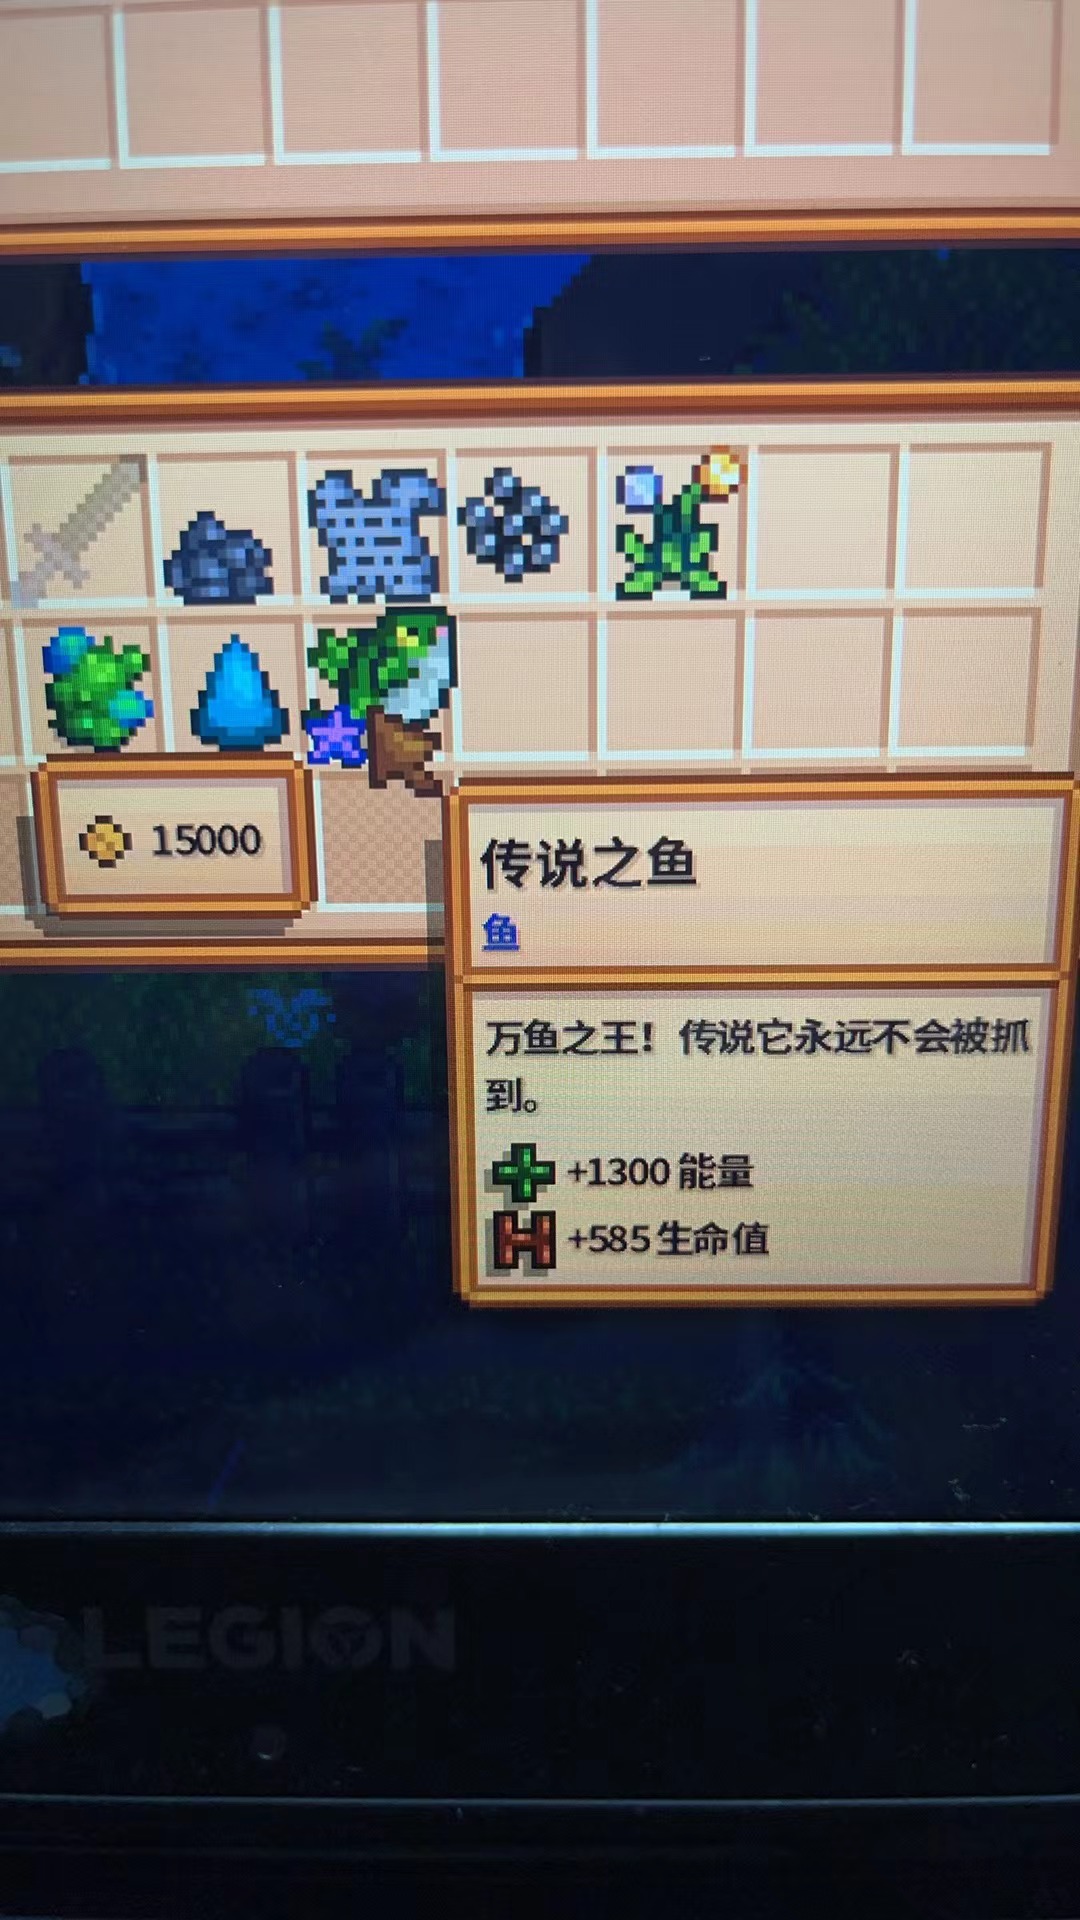 15000
传说之鱼
鱼
万鱼之王！传说它永远不会被抓
到。
+1300 能量
+585 生命值
LEGION